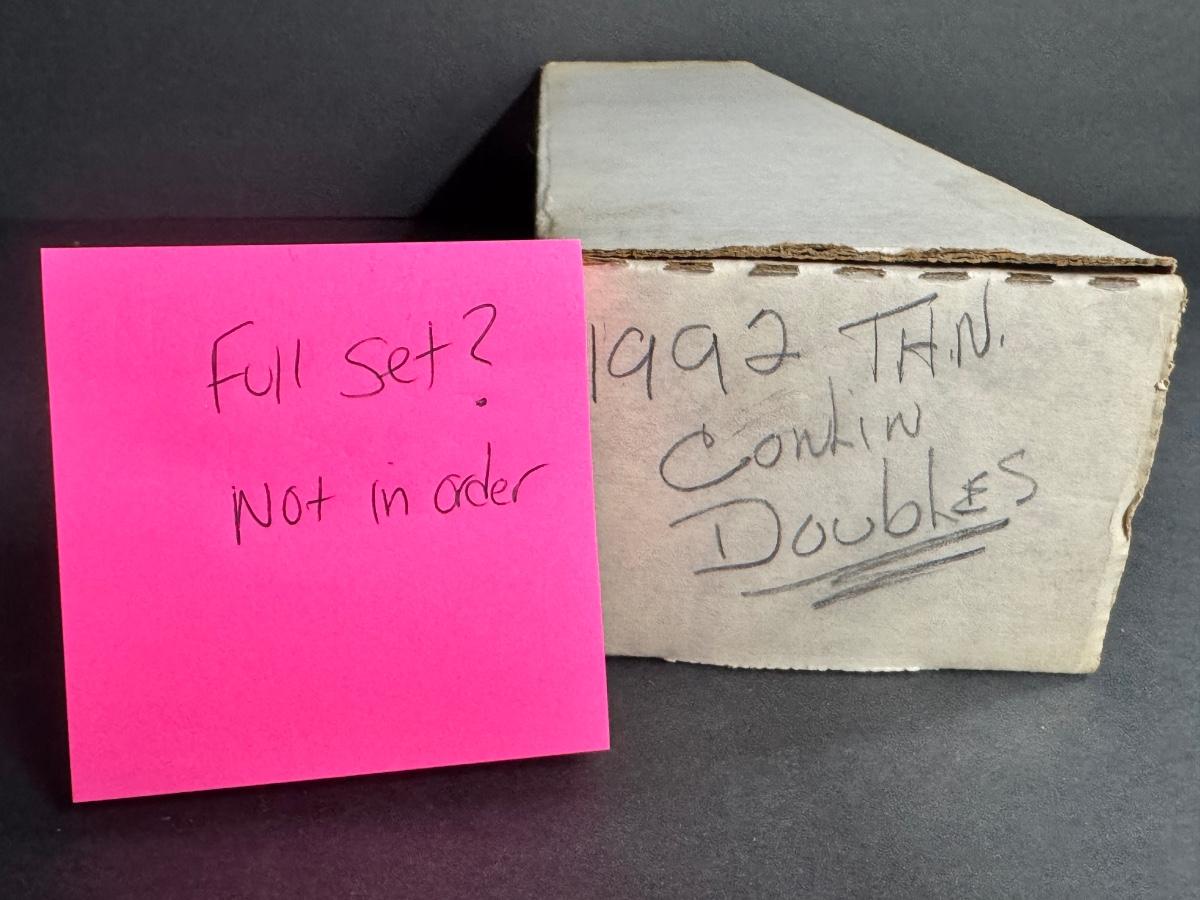 Full set?
Not in order
1992 T.H.N.
Conlin
Doubles